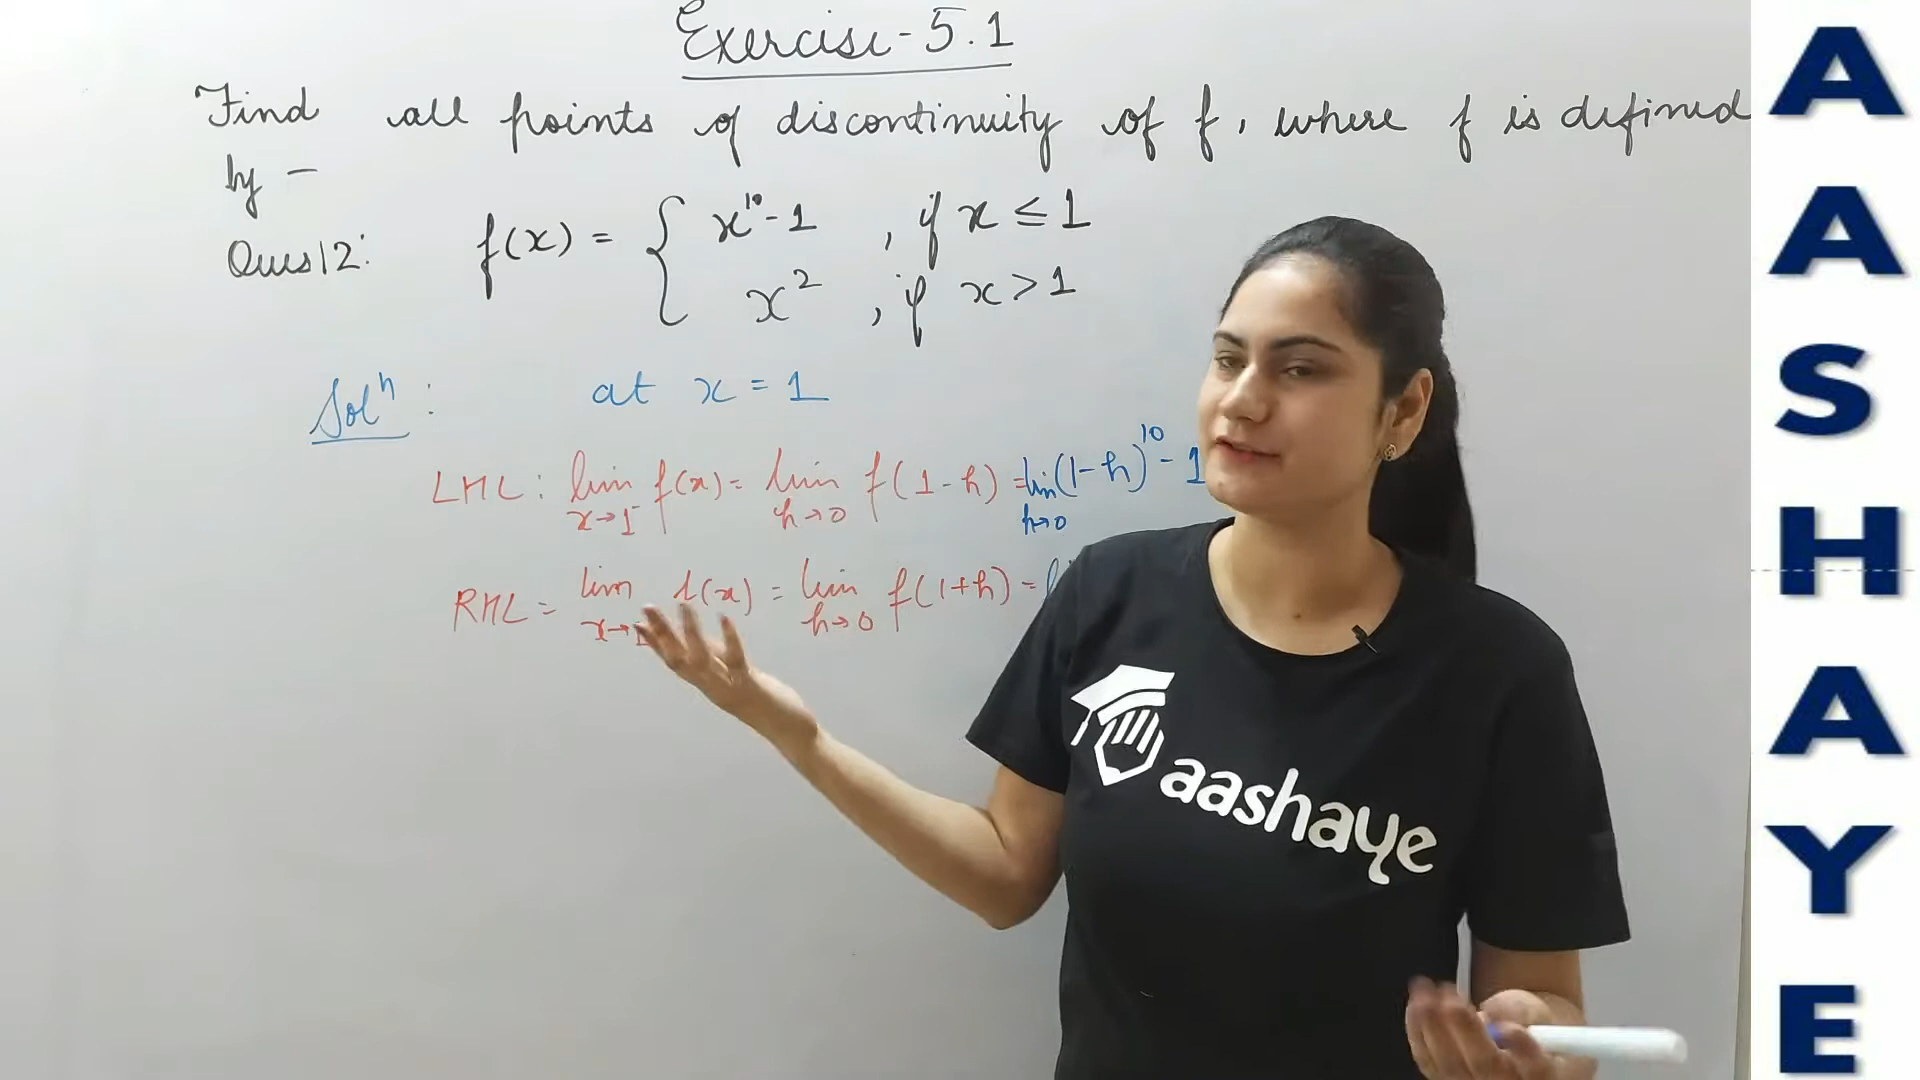 Exercise-5.1
Find all points of discontinuity of f, where f is defined
by -
Ques12: f(x) = { x¹⁰-1 , if x ≤ 1
x² , if x > 1
Solⁿ : at x = 1
LHL: lim x→1⁻ f(x) = lim h→0 f(1-h) = lim h→0 (1-h)¹⁰ - 1
RHL = lim f(x) = lim h→0 f(1+h) =
aashaye
AASHAYE